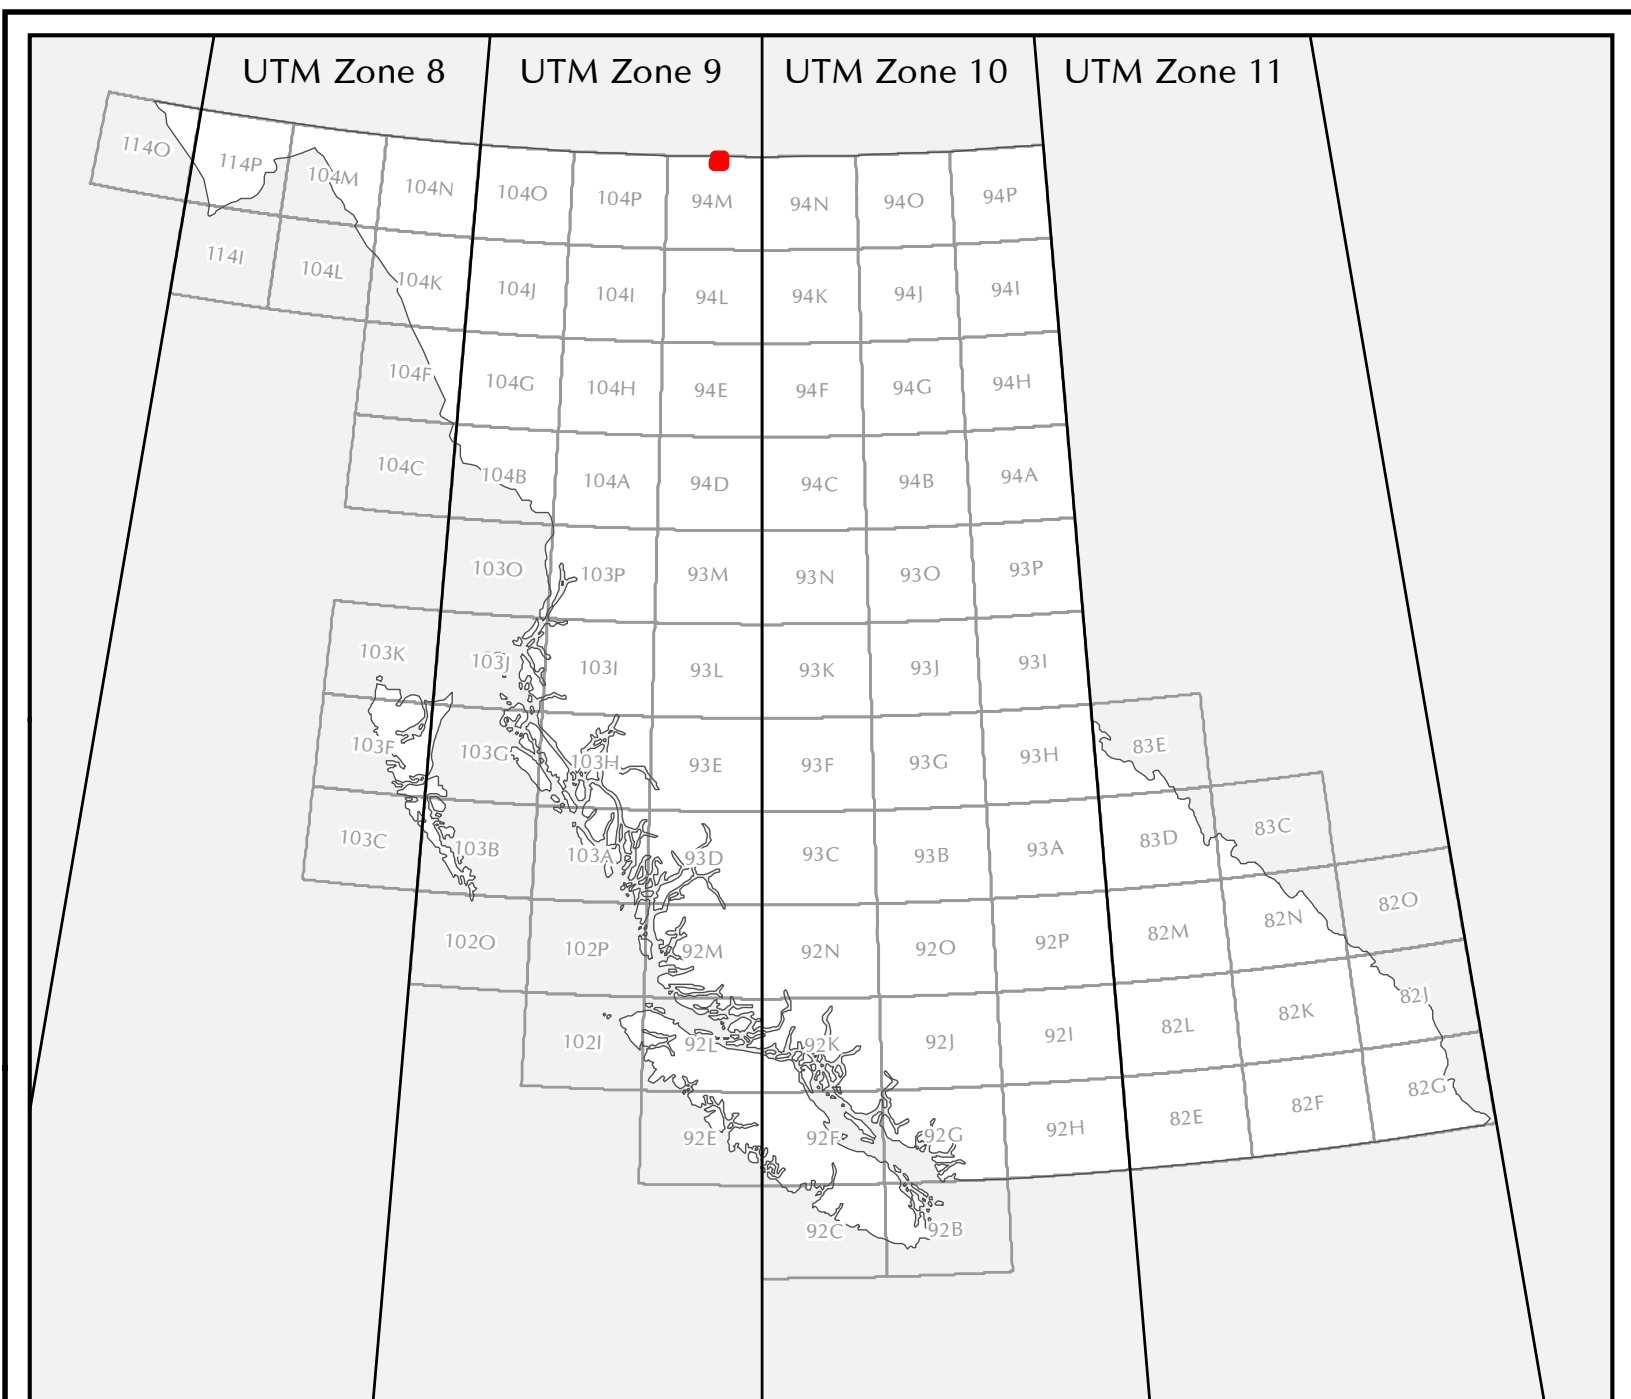 UTM Zone 8 UTM Zone 9 UTM Zone 10 UTM Zone 11
114O 114P 104M 104N 104O 104P 94M 94N 94O 94P
114I 104L 104K 104J 104I 94L 94K 94J 94I
104F 104G 104H 94E 94F 94G 94H
104C 104B 104A 94D 94C 94B 94A
103O 103P 93M 93N 93O 93P
103K 103J 103I 93L 93K 93J 93I
103F 103G 103H 93E 93F 93G 93H 83E
103C 103B 103A 93D 93C 93B 93A 83D 83C
102O 102P 92M 92N 92O 92P 82M 82N 82O
102I 92L 92K 92J 92I 82L 82K 82J
92E 92F 92G 92H 82E 82F 82G
92C 92B